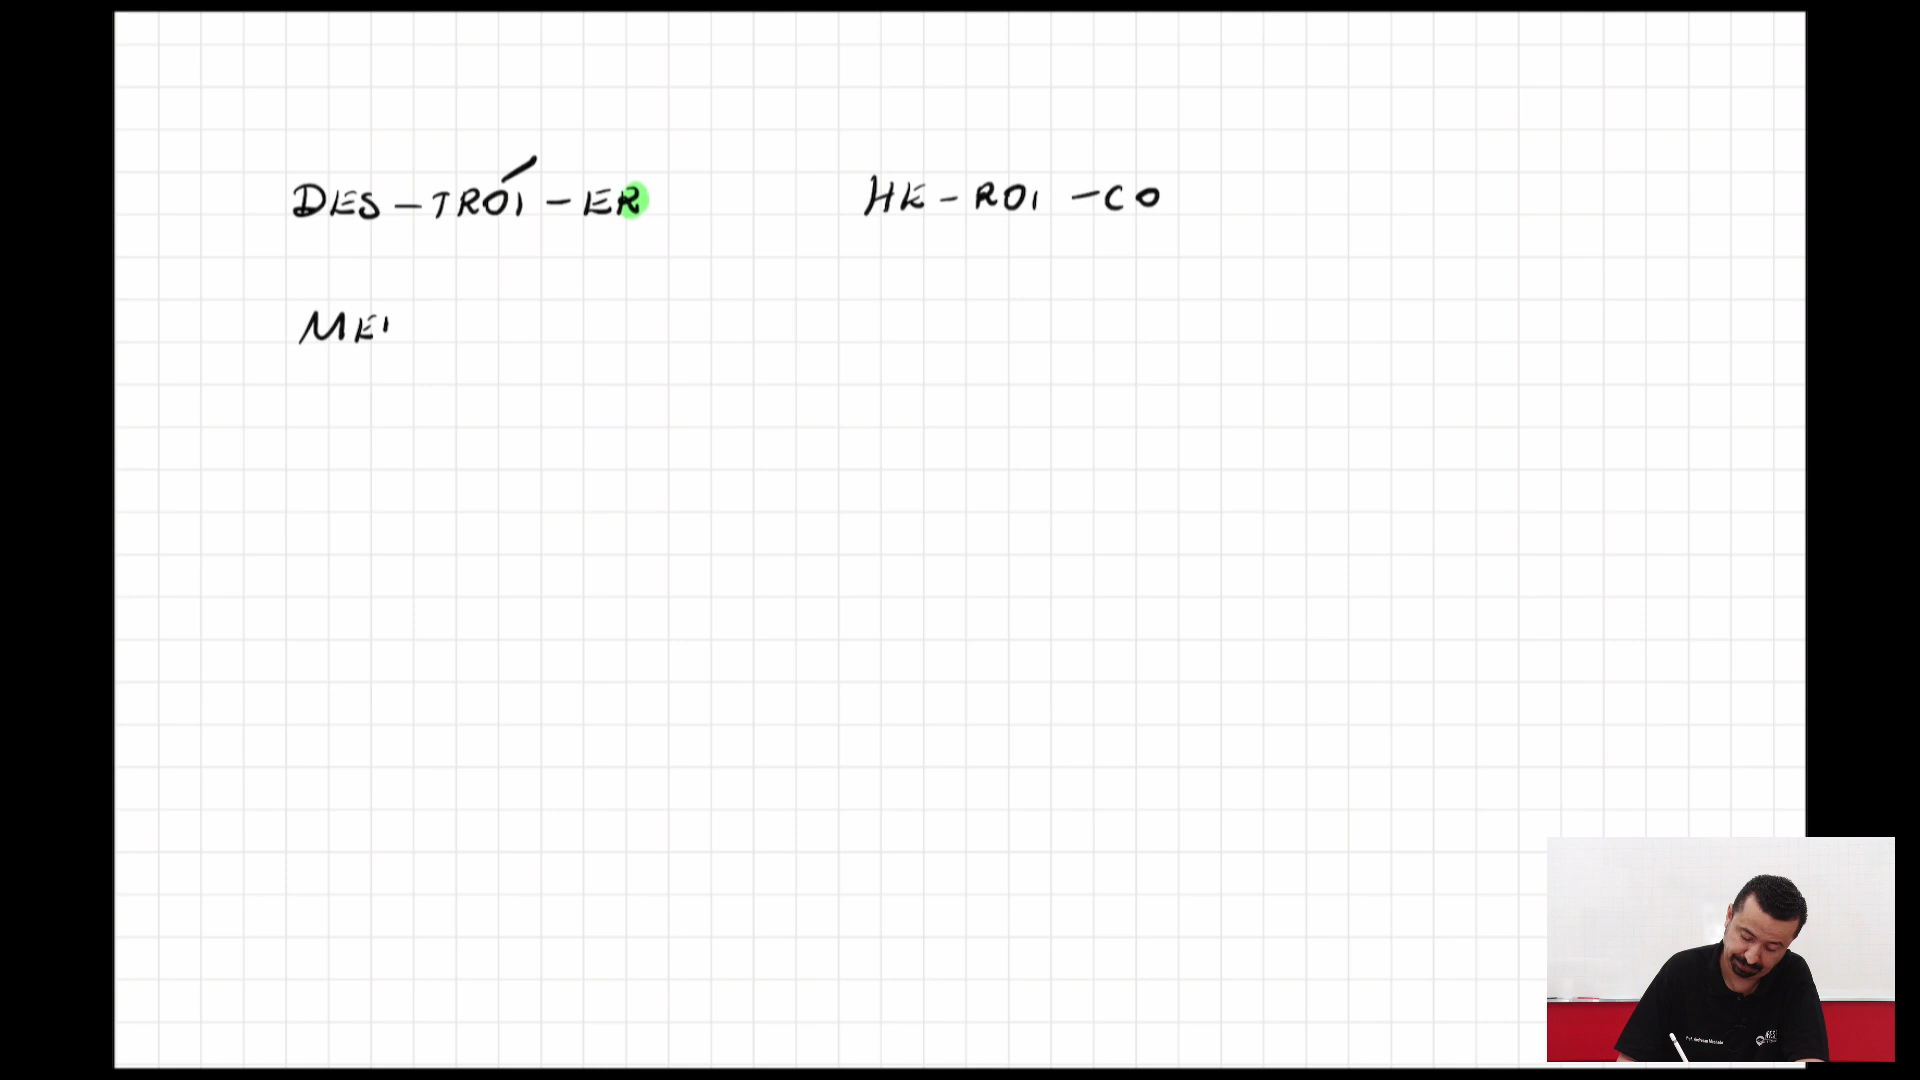 DES - TRÓI - ER HE - ROI - CO
MEI